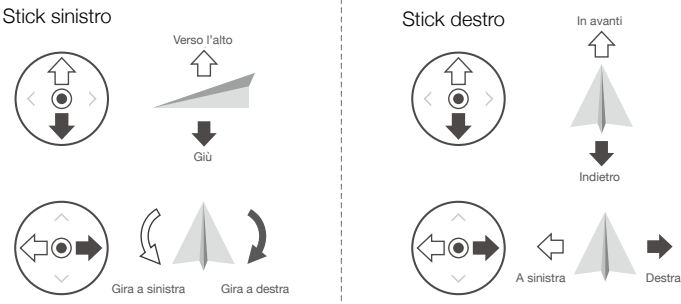 Stick sinistro
Verso l'alto
Giù
Gira a sinistra
Gira a destra
Stick destro
In avanti
Indietro
A sinistra
Destra